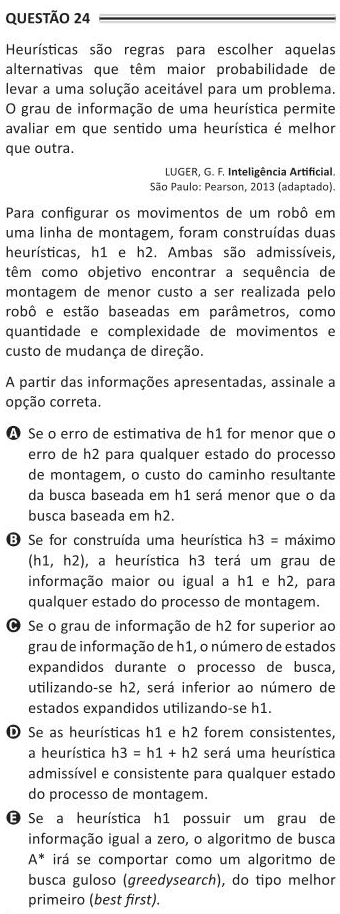 QUESTÃO 24
Heurísticas são regras para escolher aquelas
alternativas que têm maior probabilidade de
levar a uma solução aceitável para um problema.
O grau de informação de uma heurística permite
avaliar em que sentido uma heurística é melhor
que outra.
LUGER, G. F. Inteligência Artificial.
São Paulo: Pearson, 2013 (adaptado).
Para configurar os movimentos de um robô em
uma linha de montagem, foram construídas duas
heurísticas, h1 e h2. Ambas são admissíveis,
têm como objetivo encontrar a sequência de
montagem de menor custo a ser realizada pelo
robô e estão baseadas em parâmetros, como
quantidade e complexidade de movimentos e
custo de mudança de direção.
A partir das informações apresentadas, assinale a
opção correta.
A Se o erro de estimativa de h1 for menor que o
erro de h2 para qualquer estado do processo
de montagem, o custo do caminho resultante
da busca baseada em h1 será menor que o da
busca baseada em h2.
B Se for construída uma heurística h3 = máximo
(h1, h2), a heurística h3 terá um grau de
informação maior ou igual a h1 e h2, para
qualquer estado do processo de montagem.
C Se o grau de informação de h2 for superior ao
grau de informação de h1, o número de estados
expandidos durante o processo de busca,
utilizando-se h2, será inferior ao número de
estados expandidos utilizando-se h1.
D Se as heurísticas h1 e h2 forem consistentes,
a heurística h3 = h1 + h2 será uma heurística
admissível e consistente para qualquer estado
do processo de montagem.
E Se a heurística h1 possuir um grau de
informação igual a zero, o algoritmo de busca
A* irá se comportar como um algoritmo de
busca guloso (greedysearch), do tipo melhor
primeiro (best first).